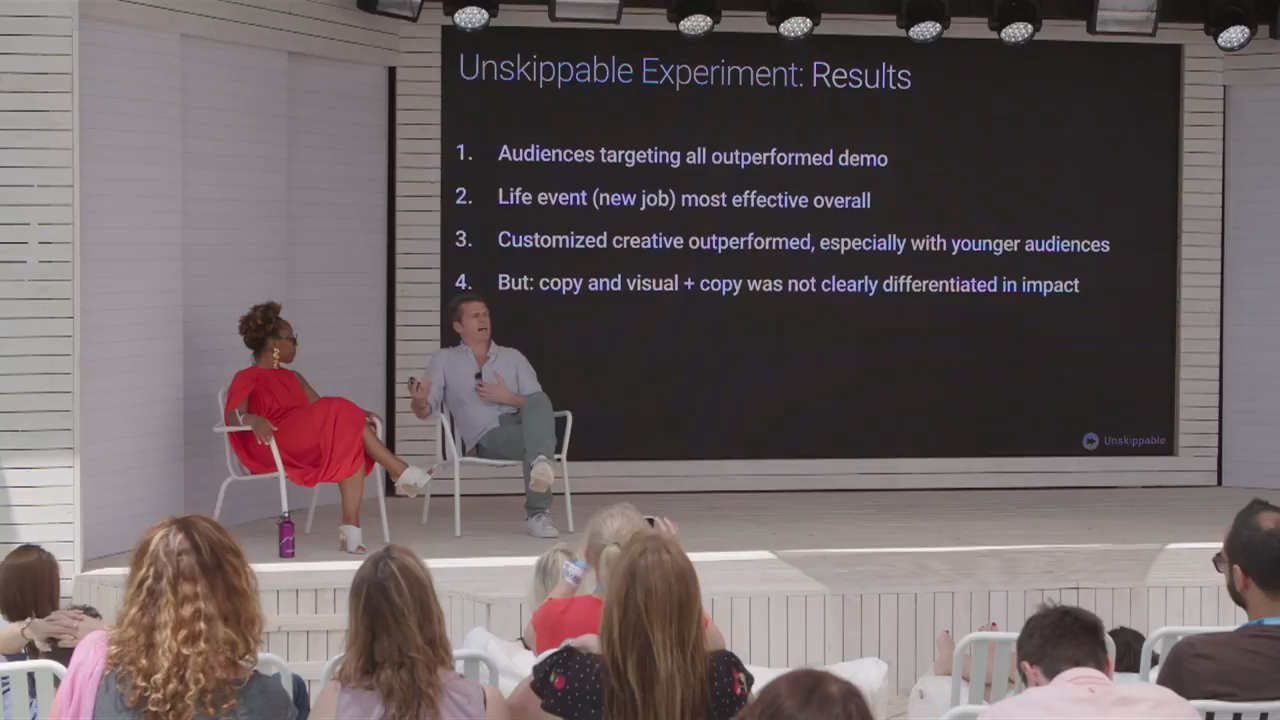 Unskippable Experiment: Results
1. Audiences targeting all outperformed demo
2. Life event (new job) most effective overall
3. Customized creative outperformed, especially with younger audiences
4. But: copy and visual + copy was not clearly differentiated in impact
Unskippable